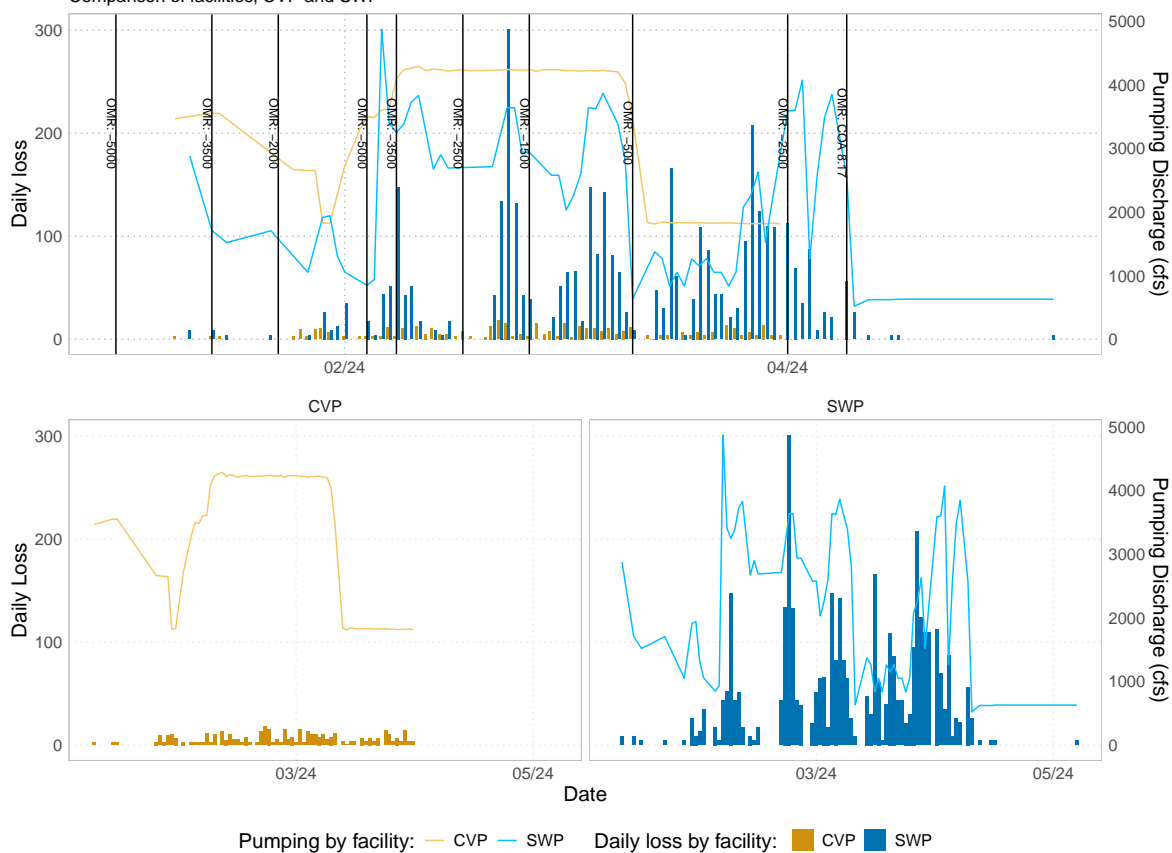 Comparison of facilities, CVP and SWP
300
200
100
0
Daily loss
OMR: −5000
OMR: −3500
OMR: −2000
OMR: −5000
OMR: −3500
OMR: −2500
OMR: −1500
OMR: −500
OMR: −2500
OMR: COA 8.17
5000
4000
3000
2000
1000
0
Pumping Discharge (cfs)
02/24
04/24
CVP
SWP
300
200
100
0
Daily Loss
5000
4000
3000
2000
1000
0
Pumping Discharge (cfs)
03/24
05/24
03/24
05/24
Date
Pumping by facility: CVP SWP Daily loss by facility: CVP SWP